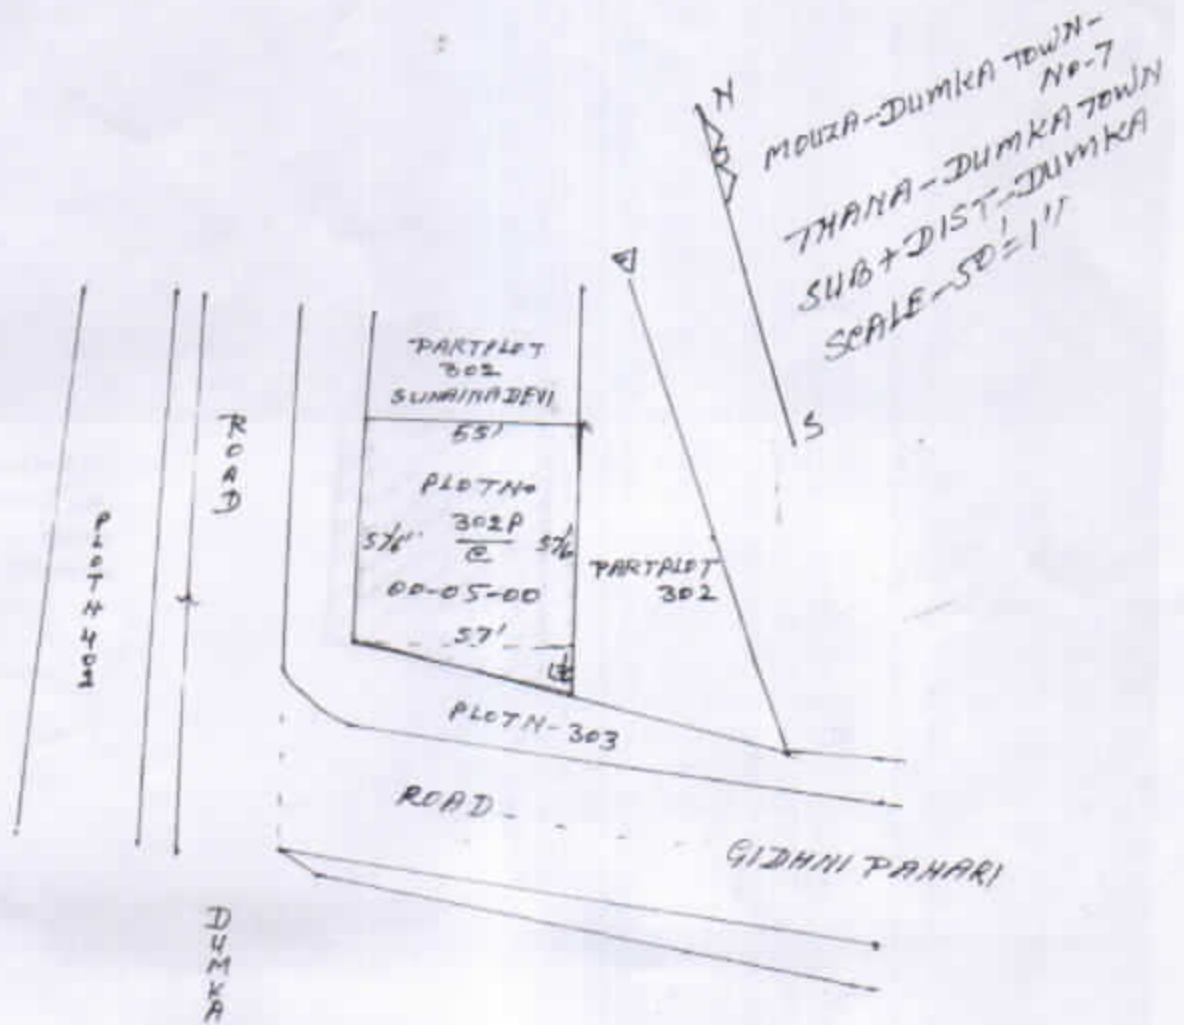 N
MOUZA-DUMKA TOWN-
NO-7
THANA-DUMKA TOWN
SUB+DIST-DUMKA
SCALE-50'=1"
S
PARTPLOT
302
SUNAINA DEVI
55'
PLOT NO
302P
57'6"
57'6
00-05-00
57'
PARTPLOT
302
ROAD
PLOT N 402
PLOT N-303
ROAD
GIDHNI PAHARI
DUMKA